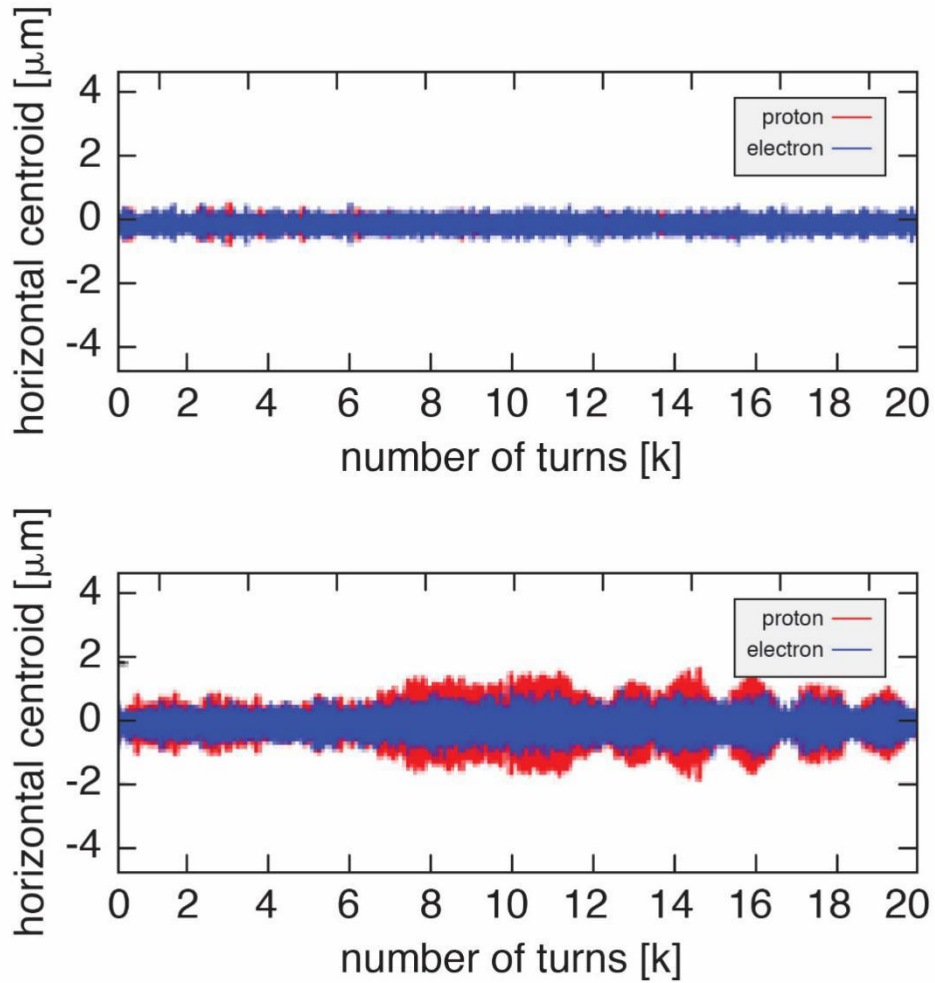 horizontal centroid [μm]
4
2
0
-2
-4
proton
electron
0 2 4 6 8 10 12 14 16 18 20
number of turns [k]
horizontal centroid [μm]
4
2
0
-2
-4
proton
electron
0 2 4 6 8 10 12 14 16 18 20
number of turns [k]